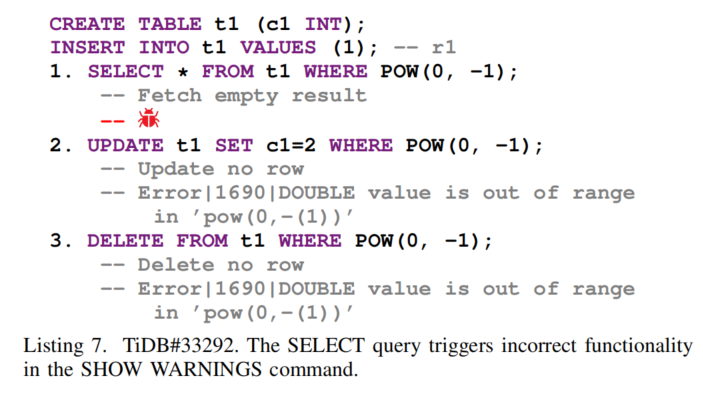 CREATE TABLE t1 (c1 INT);
INSERT INTO t1 VALUES (1); -- r1
1. SELECT * FROM t1 WHERE POW(0, -1);
-- Fetch empty result
--
2. UPDATE t1 SET c1=2 WHERE POW(0, -1);
-- Update no row
-- Error|1690|DOUBLE value is out of range
in ’pow(0,-(1))’
3. DELETE FROM t1 WHERE POW(0, -1);
-- Delete no row
-- Error|1690|DOUBLE value is out of range
in ’pow(0,-(1))’
Listing 7. TiDB#33292. The SELECT query triggers incorrect functionality
in the SHOW WARNINGS command.